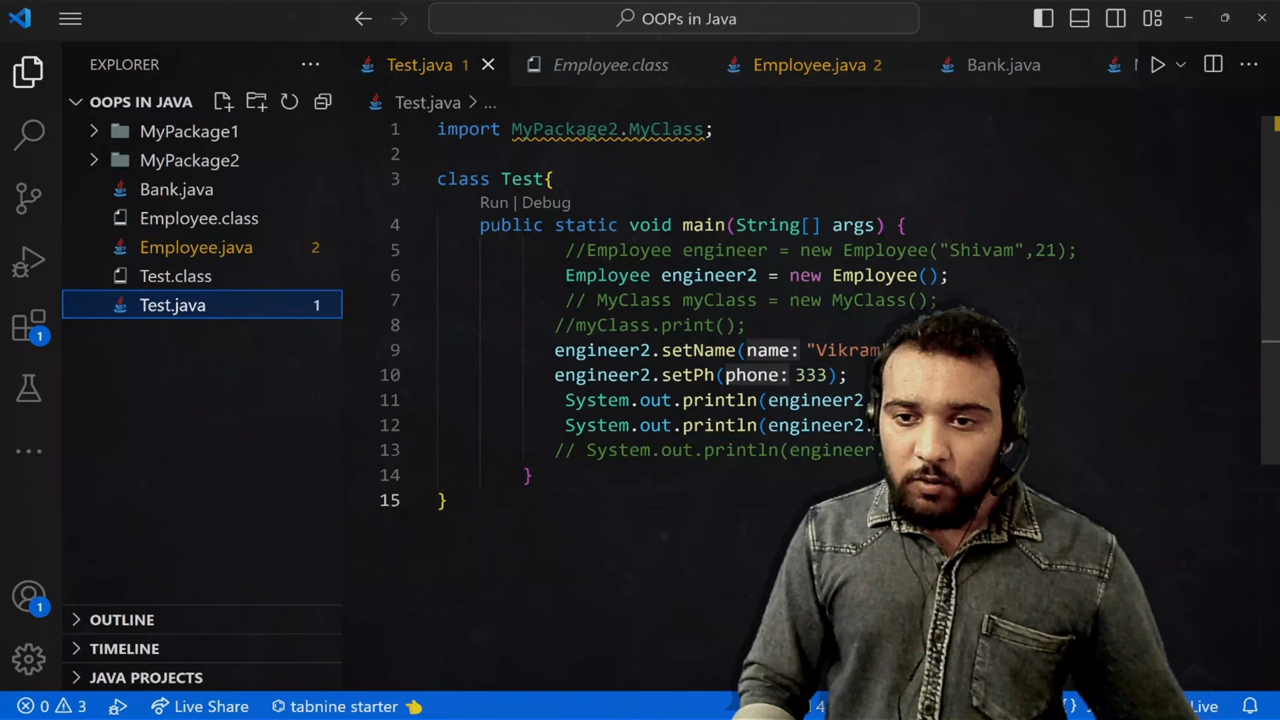 OOPs in Java
EXPLORER
OOPS IN JAVA
MyPackage1
MyPackage2
Bank.java
Employee.class
Employee.java 2
Test.class
Test.java 1
OUTLINE
TIMELINE
JAVA PROJECTS
Test.java 1
Employee.class
Employee.java 2
Bank.java
Test.java > ...
1 import MyPackage2.MyClass;
2
3 class Test{
Run | Debug
4 public static void main(String[] args) {
5 //Employee engineer = new Employee("Shivam",21);
6 Employee engineer2 = new Employee();
7 // MyClass myClass = new MyClass();
8 //myClass.print();
9 engineer2.setName(name: "Vikram"
10 engineer2.setPh(phone: 333);
11 System.out.println(engineer2.
12 System.out.println(engineer2.
13 // System.out.println(engineer.
14 }
15 }
1
1
0 3 Live Share tabnine starter 👈
4 { } Live